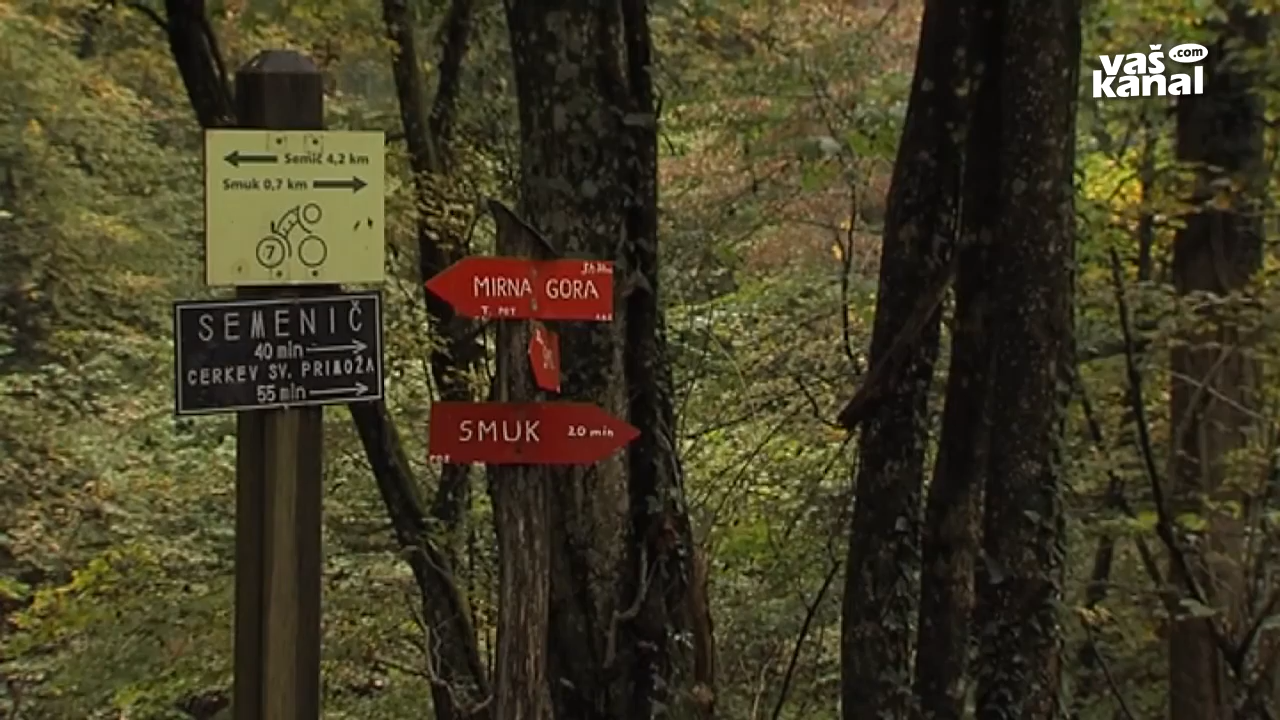 vaš .com
kanal
Semič 4,2 km
Smuk 0,7 km
7
SEMENIČ
40 min
CERKEV SV. PRIMOŽA
55 min
MIRNA GORA
T. POT
SMUK 20 min